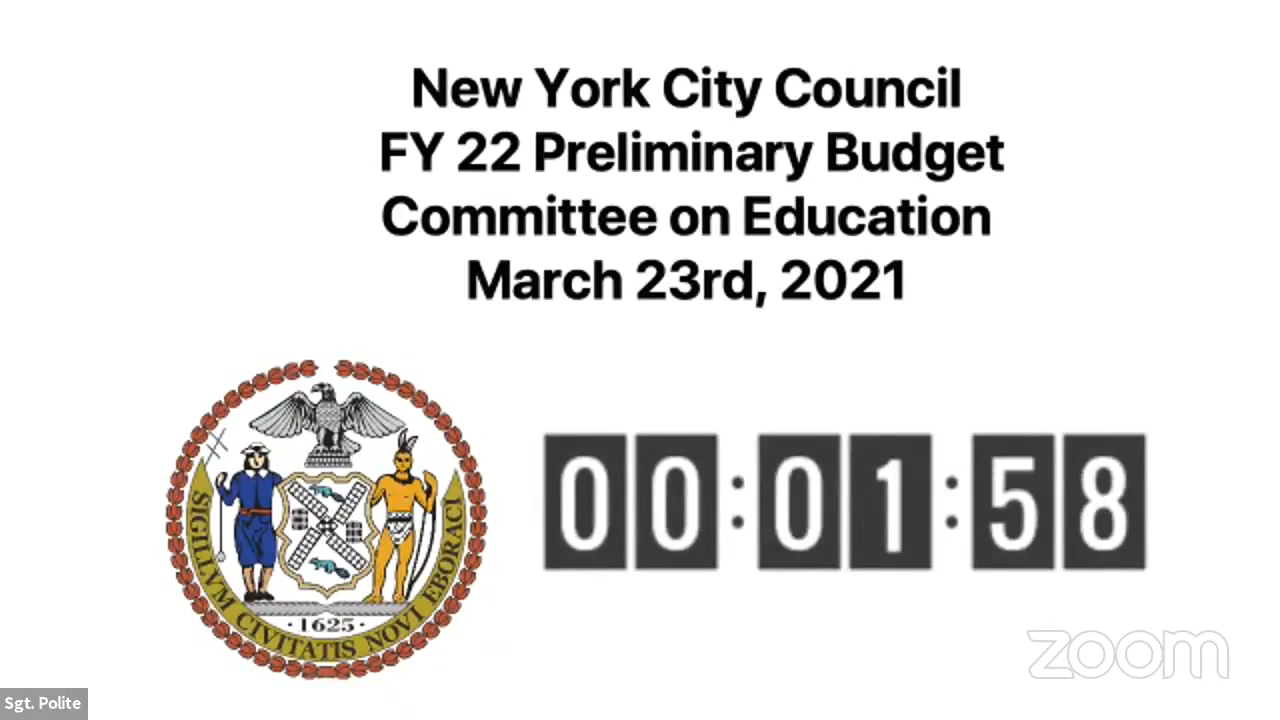 New York City Council
FY 22 Preliminary Budget
Committee on Education
March 23rd, 2021
SIGILLVM CIVITATIS NOVI EBORACI
·1625·
00:01:58
zoom
Sgt. Polite